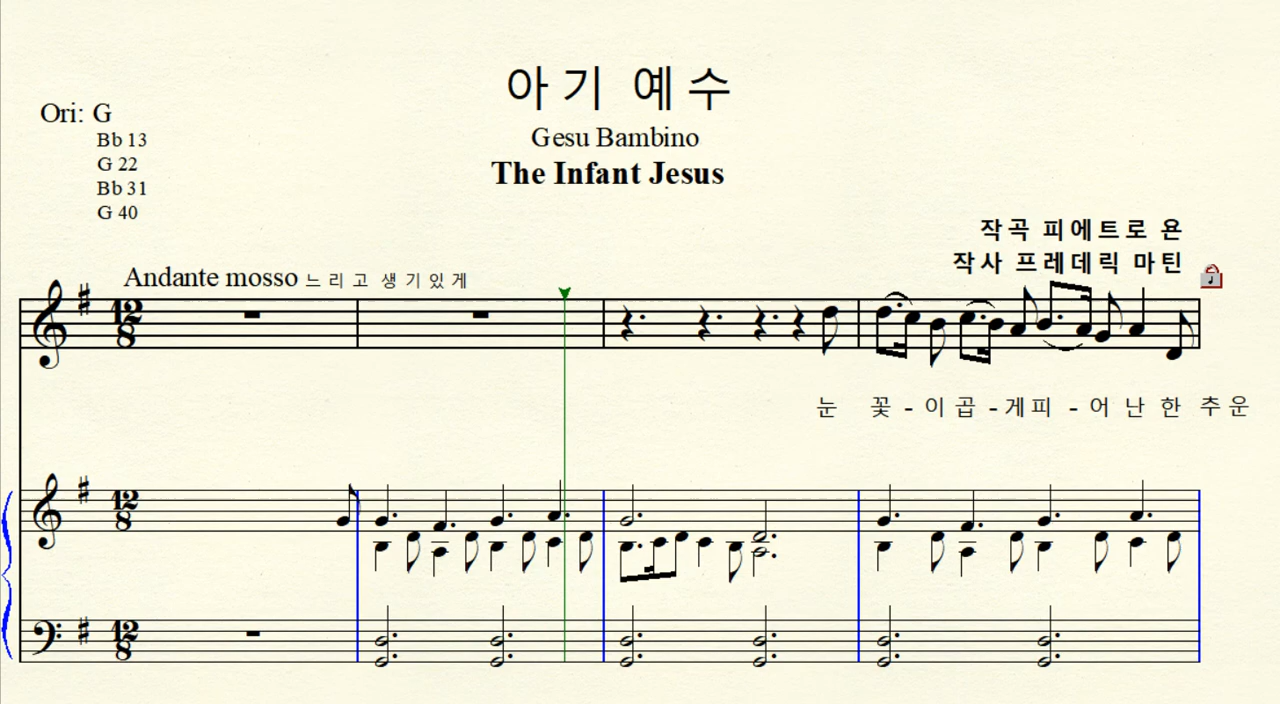 아기 예수
Ori: G
Gesu Bambino
Bb 13
G 22
The Infant Jesus
Bb 31
G 40
작곡 피에트로 욘
작사 프레데릭 마틴
Andante mosso 느리고 생기있게
12
8
눈 꽃 - 이 곱 - 게 피 - 어 난 한 추 운
12
8
12
8